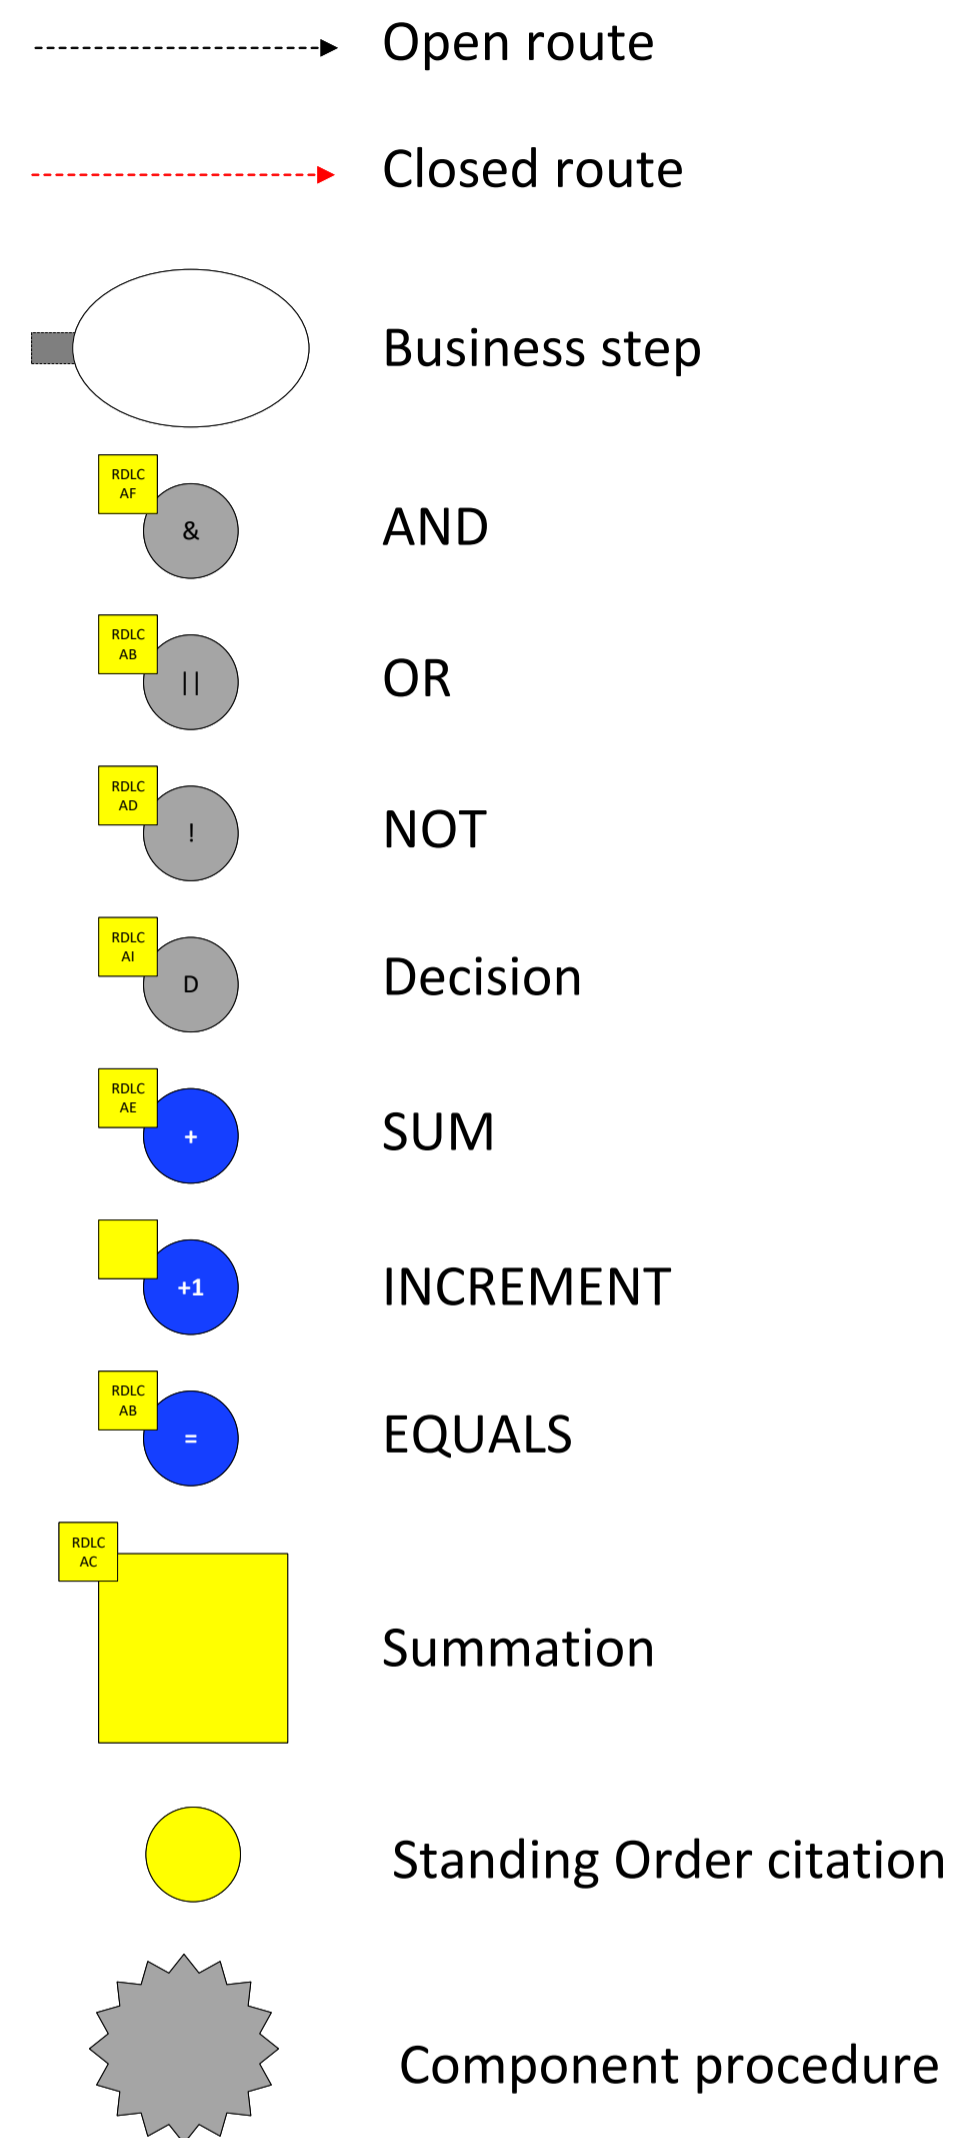 Open route
Closed route
Business step
RDLC
AF
&
AND
RDLC
AB
||
OR
RDLC
AD
!
NOT
RDLC
AI
D
Decision
RDLC
AE
+
SUM
+1
INCREMENT
RDLC
AB
=
EQUALS
RDLC
AC
Summation
Standing Order citation
Component procedure